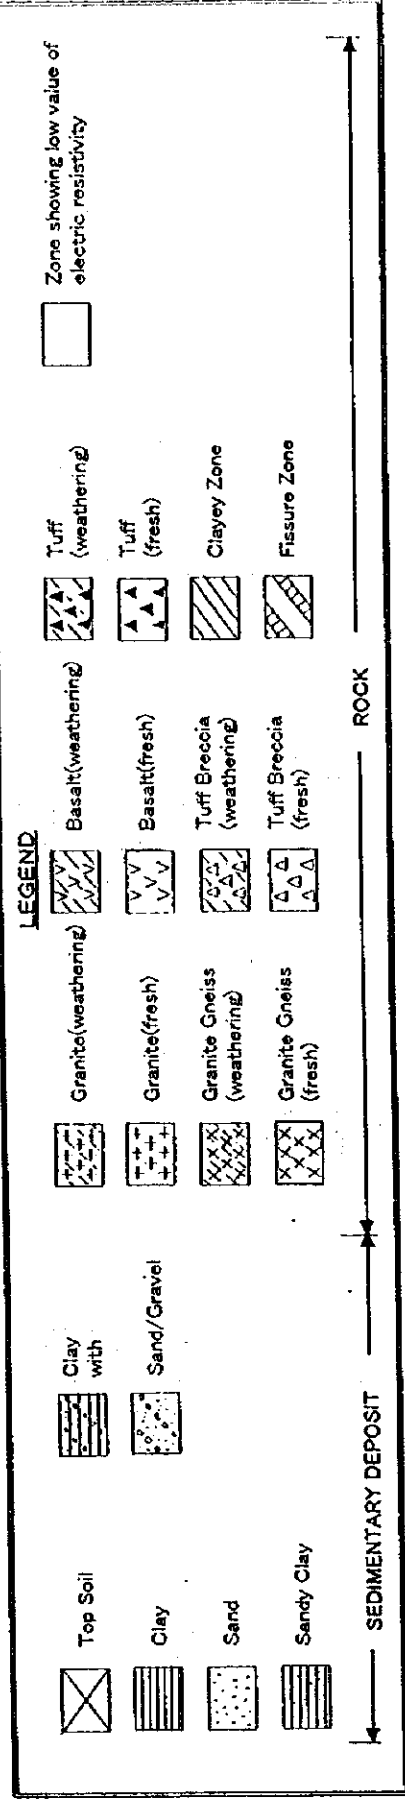 LEGEND
Top Soil
Clay
Sand
Sandy Clay
Clay
with
Sand/Gravel
Granite(weathering)
Granite(fresh)
Granite Gneiss
(weathering)
Granite Gneiss
(fresh)
Basalt(weathering)
Basalt(fresh)
Tuff Breccia
(weathering)
Tuff Breccia
(fresh)
Tuff
(weathering)
Tuff
(fresh)
Clayey Zone
Fissure Zone
Zone showing low value of
electric resistivity
SEDIMENTARY DEPOSIT
ROCK